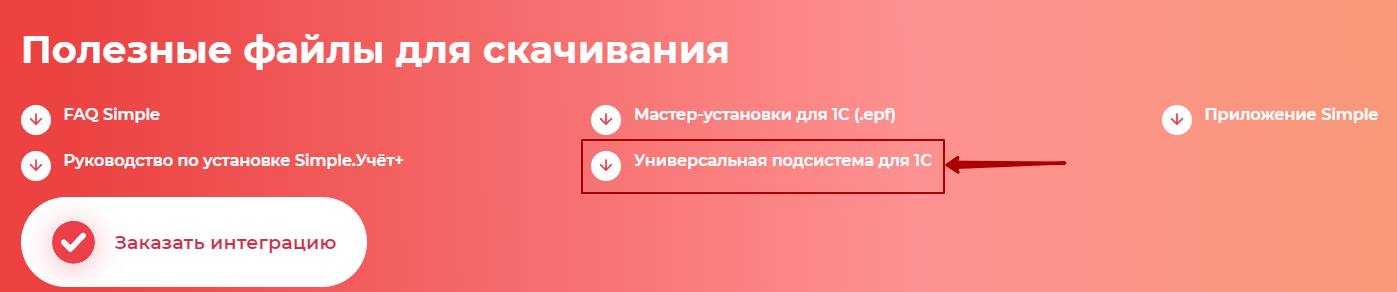 Полезные файлы для скачивания
FAQ Simple
Мастер-установки для 1С (.epf)
Приложение Simple
Руководство по установке Simple.Учёт+
Универсальная подсистема для 1С
Заказать интеграцию